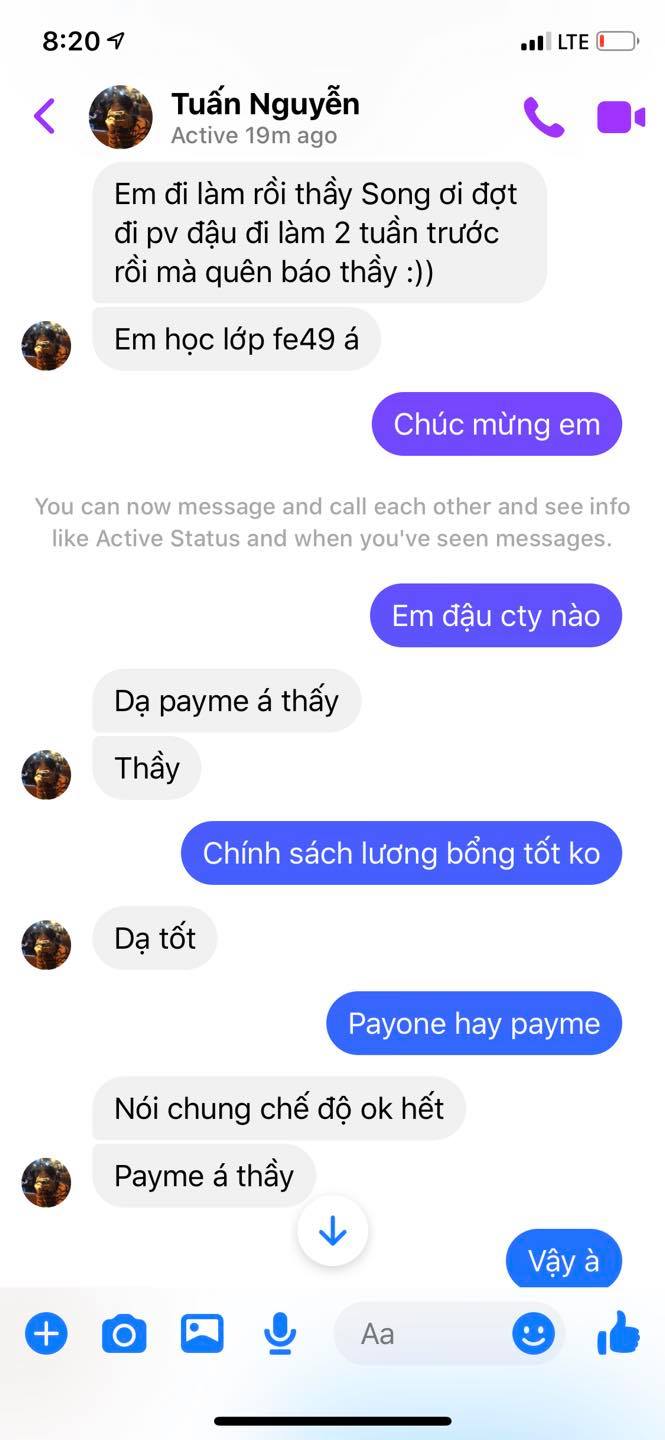 8:20
LTE
Tuấn Nguyễn
Active 19m ago
Em đi làm rồi thầy Song ơi đợt
đi pv đậu đi làm 2 tuần trước
rồi mà quên báo thầy :))
Em học lớp fe49 á
Chúc mừng em
You can now message and call each other and see info
like Active Status and when you've seen messages.
Em đậu cty nào
Dạ payme á thấy
Thầy
Chính sách lương bổng tốt ko
Dạ tốt
Payone hay payme
Nói chung chế độ ok hết
Payme á thầy
Vậy à
Aa